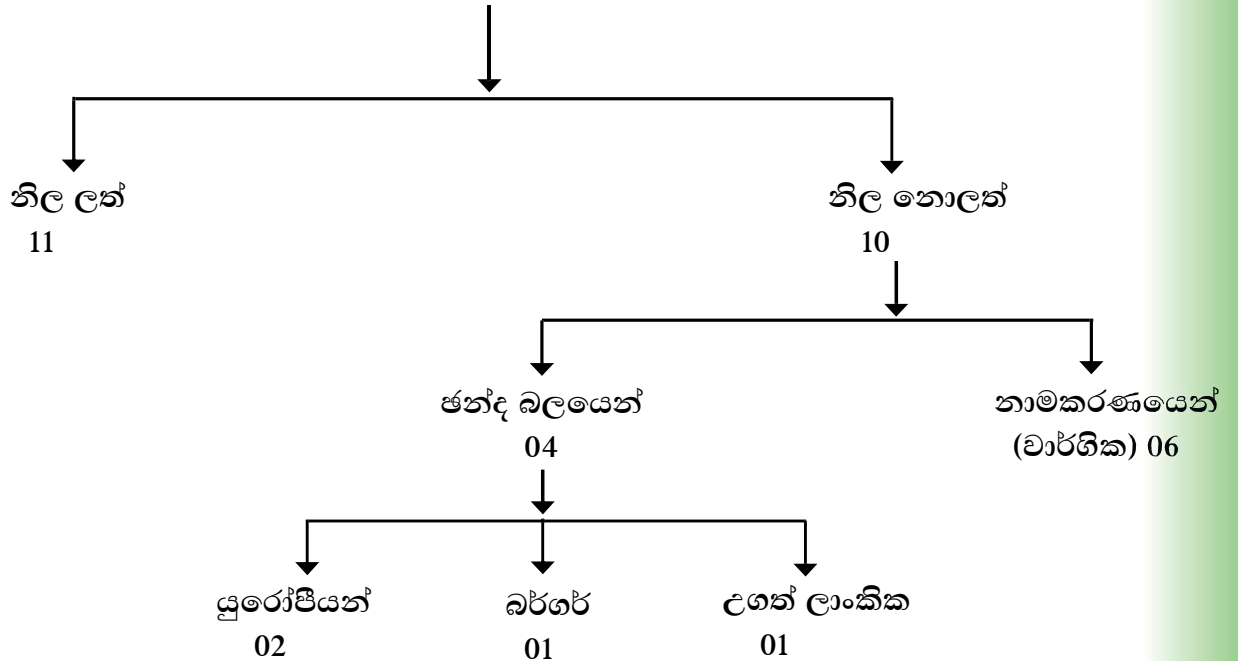 නිල ලත්
11
නිල නොලත්
10
ඡන්ද බලයෙන්
04
නාමකරණයෙන්
(වාර්ගික) 06
යුරෝපීයන්
02
බර්ගර්
01
උගත් ලාංකික
01